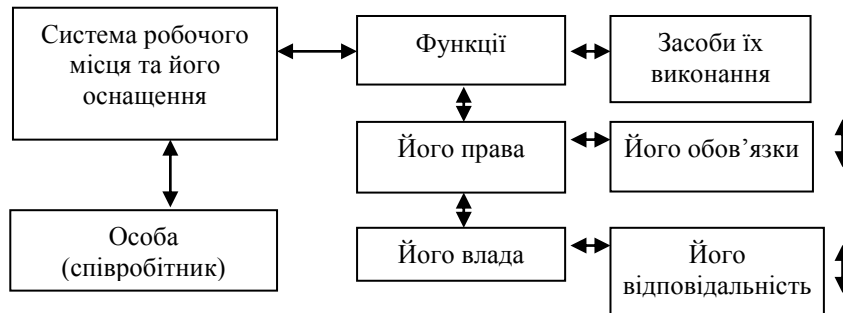 Система робочого
місця та його
оснащення
Функції
Засоби їх
виконання
Його права
Його обов’язки
Особа
(співробітник)
Його влада
Його
відповідальність